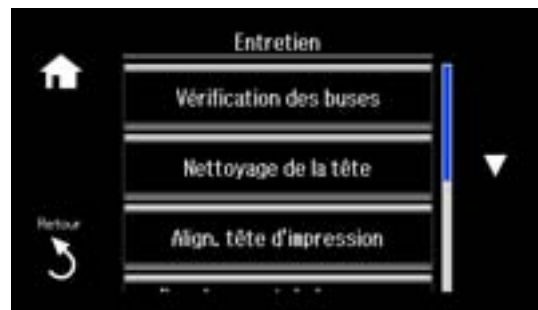 Entretien
Vérification des buses
Nettoyage de la tête
Retour
Align. tête d'impression